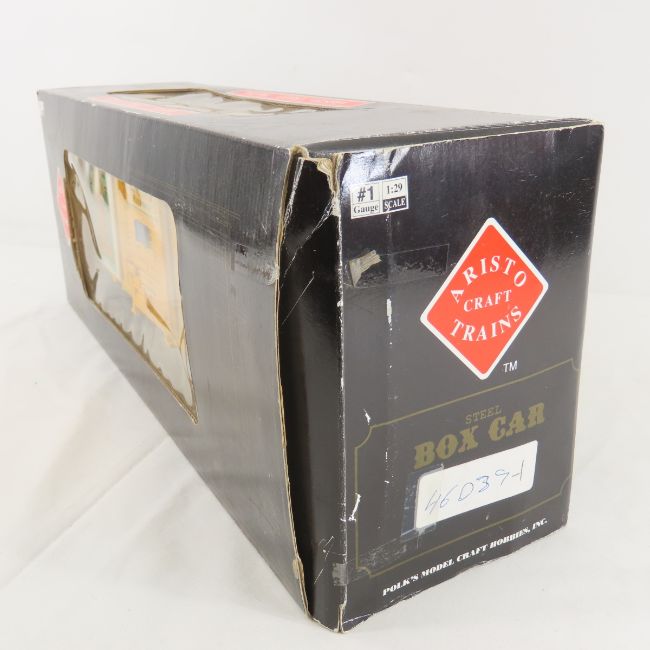 #1 1:29
Gauge SCALE
ARISTO
CRAFT
TRAINS
TM
STEEL
BOX CAR
46039-1
POLK'S MODEL CRAFT HOBBIES, INC.